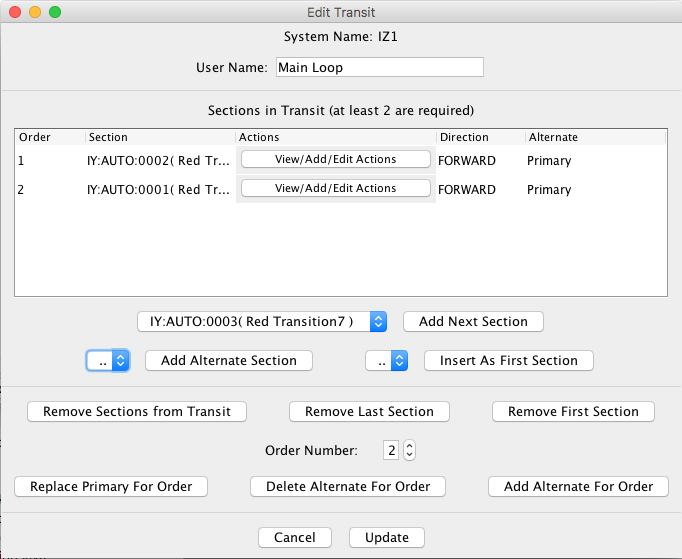 Edit Transit
System Name: IZ1
User Name: Main Loop
Sections in Transit (at least 2 are required)
Order Section Actions Direction Alternate
1 IY:AUTO:0002( Red Tr... View/Add/Edit Actions FORWARD Primary
2 IY:AUTO:0001( Red Tr... View/Add/Edit Actions FORWARD Primary
IY:AUTO:0003( Red Transition7 ) Add Next Section
.. Add Alternate Section .. Insert As First Section
Remove Sections from Transit Remove Last Section Remove First Section
Order Number: 2
Replace Primary For Order Delete Alternate For Order Add Alternate For Order
Cancel Update